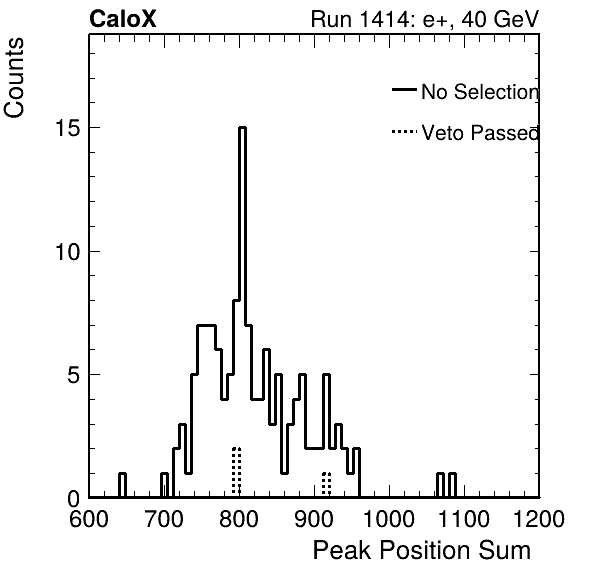 CaloX Run 1414: e+, 40 GeV
Counts
No Selection
Veto Passed
15
10
5
0
600 700 800 900 1000 1100 1200
Peak Position Sum